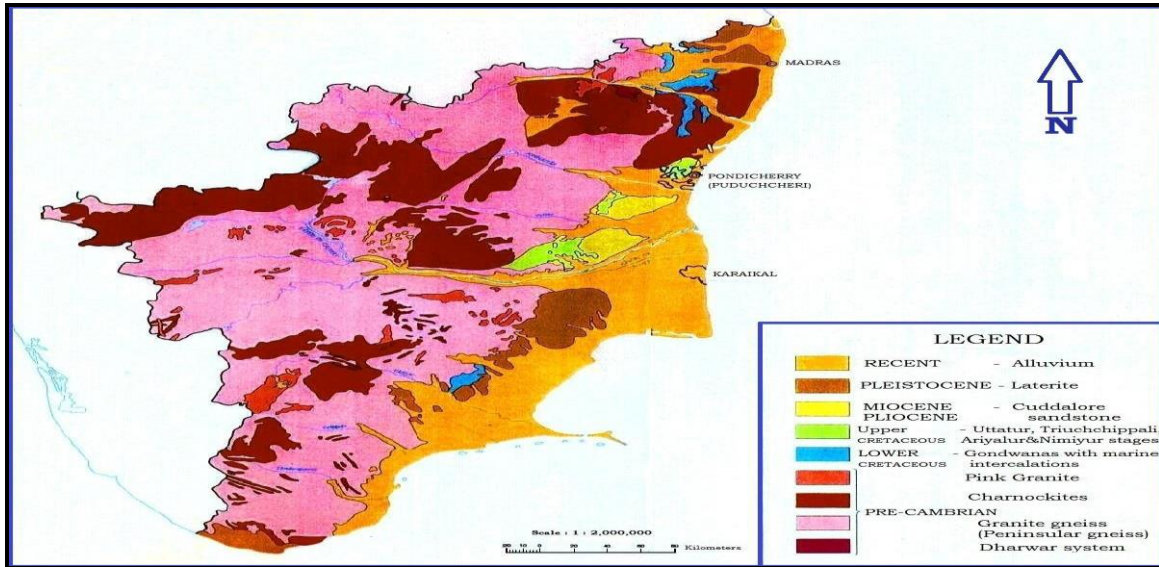 MADRAS
N
PONDICHERRY
(PUDUCHCHERI)
KARAIKAL
LEGEND
RECENT - Alluvium
PLEISTOCENE - Laterite
MIOCENE - Cuddalore
PLIOCENE sandstone
Upper - Uttatur, Triuchchippali,
CRETACEOUS Ariyalur&Nimiyur stages
LOWER - Gondwanas with marine
CRETACEOUS intercalations
Pink Granite
Charnockites
PRE-CAMBRIAN
Granite gneiss
(Peninsular gneiss)
Dharwar system
Scale : 1 : 2,000,000
Kilometers